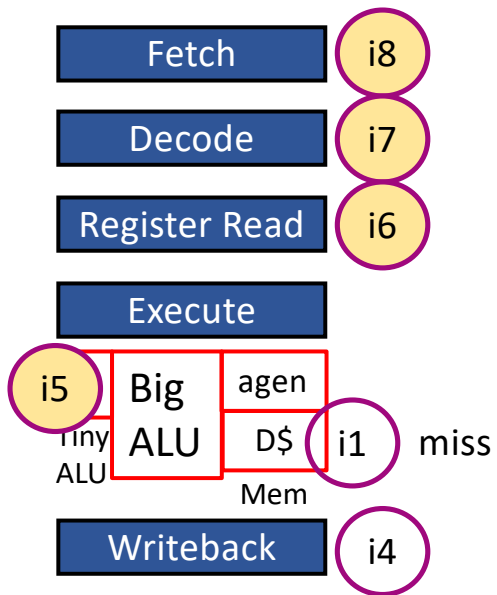 Fetch i8
Decode i7
Register Read i6
Execute
i5 Big agen
Tiny ALU D$ i1 miss
ALU
Mem
Writeback i4